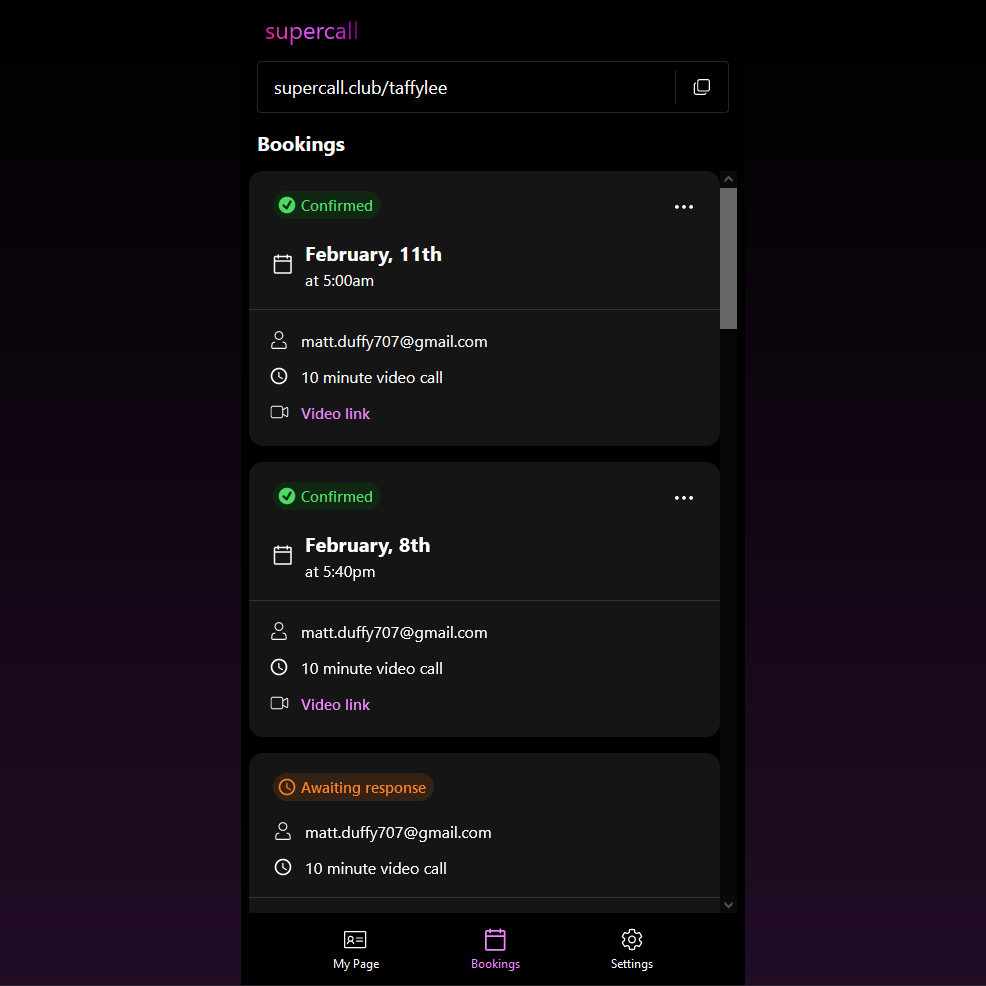 supercall
supercall.club/taffylee
Bookings
Confirmed
February, 11th
at 5:00am
matt.duffy707@gmail.com
10 minute video call
Video link
Confirmed
February, 8th
at 5:40pm
matt.duffy707@gmail.com
10 minute video call
Video link
Awaiting response
matt.duffy707@gmail.com
10 minute video call
My Page
Bookings
Settings